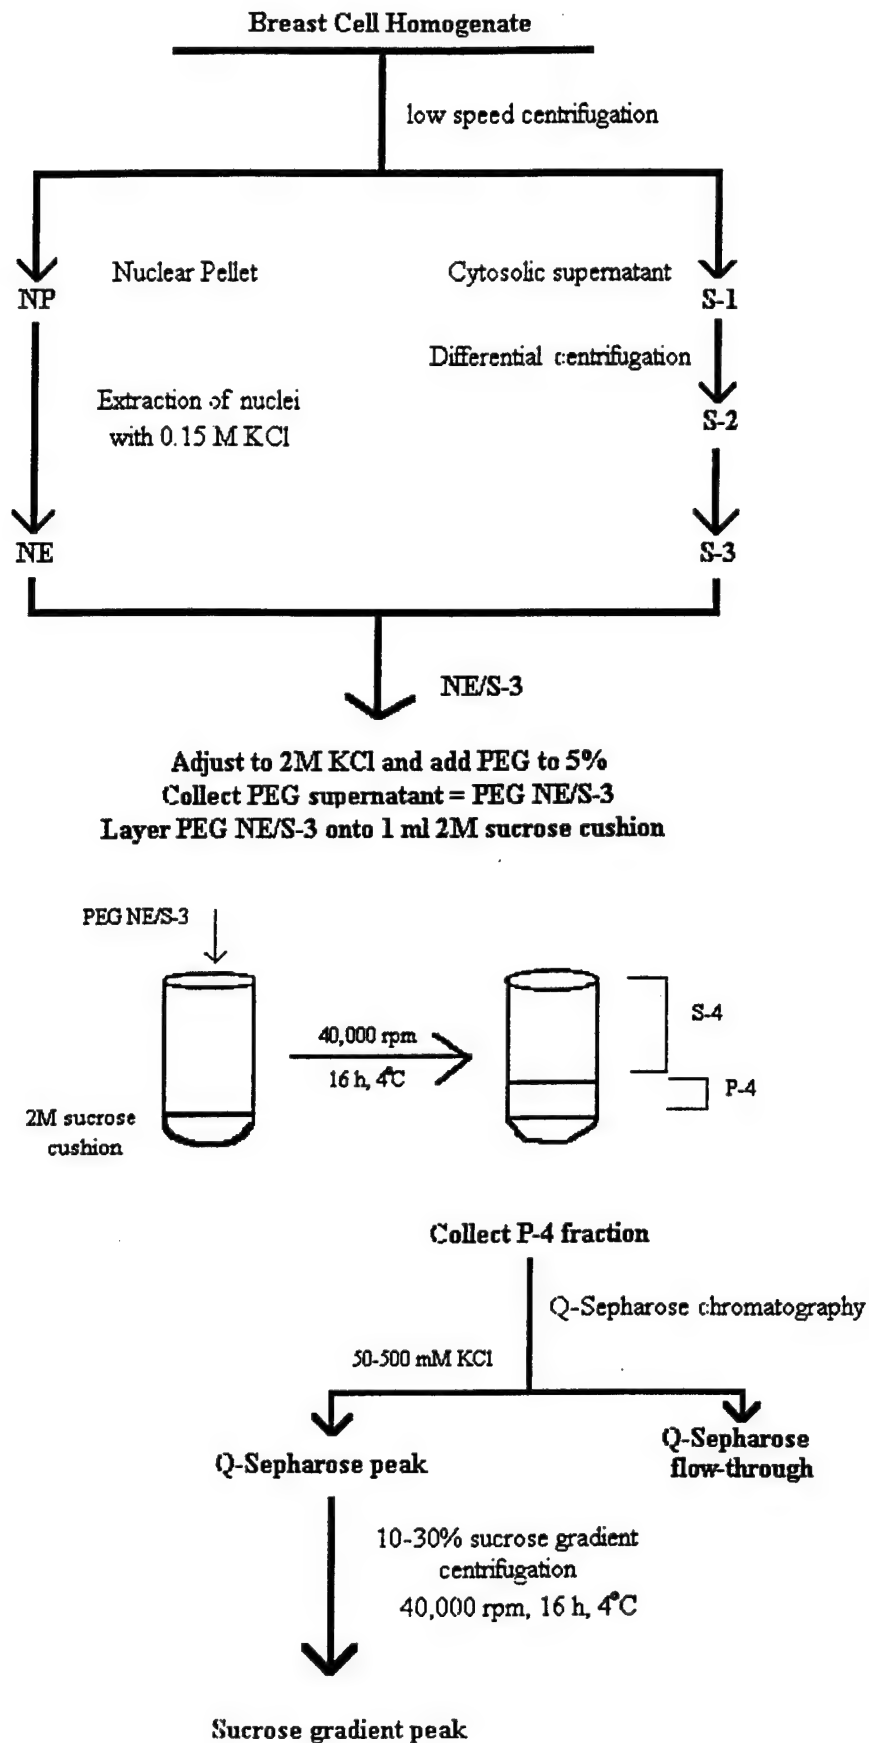 Breast Cell Homogenate
low speed centrifugation
Nuclear Pellet
Cytosolic supernatant
NP
S-1
Differential centrifugation
Extraction of nuclei
with 0.15 M KCl
S-2
NE
S-3
NE/S-3
Adjust to 2M KCl and add PEG to 5%
Collect PEG supernatant = PEG NE/S-3
Layer PEG NE/S-3 onto 1 ml 2M sucrose cushion
PEG NE/S-3
40,000 rpm
16 h, 4°C
S-4
P-4
2M sucrose
cushion
Collect P-4 fraction
Q-Sepharose chromatography
50-500 mM KCl
Q-Sepharose peak
Q-Sepharose
flow-through
10-30% sucrose gradient
centrifugation
40,000 rpm, 16 h, 4°C
Sucrose gradient peak